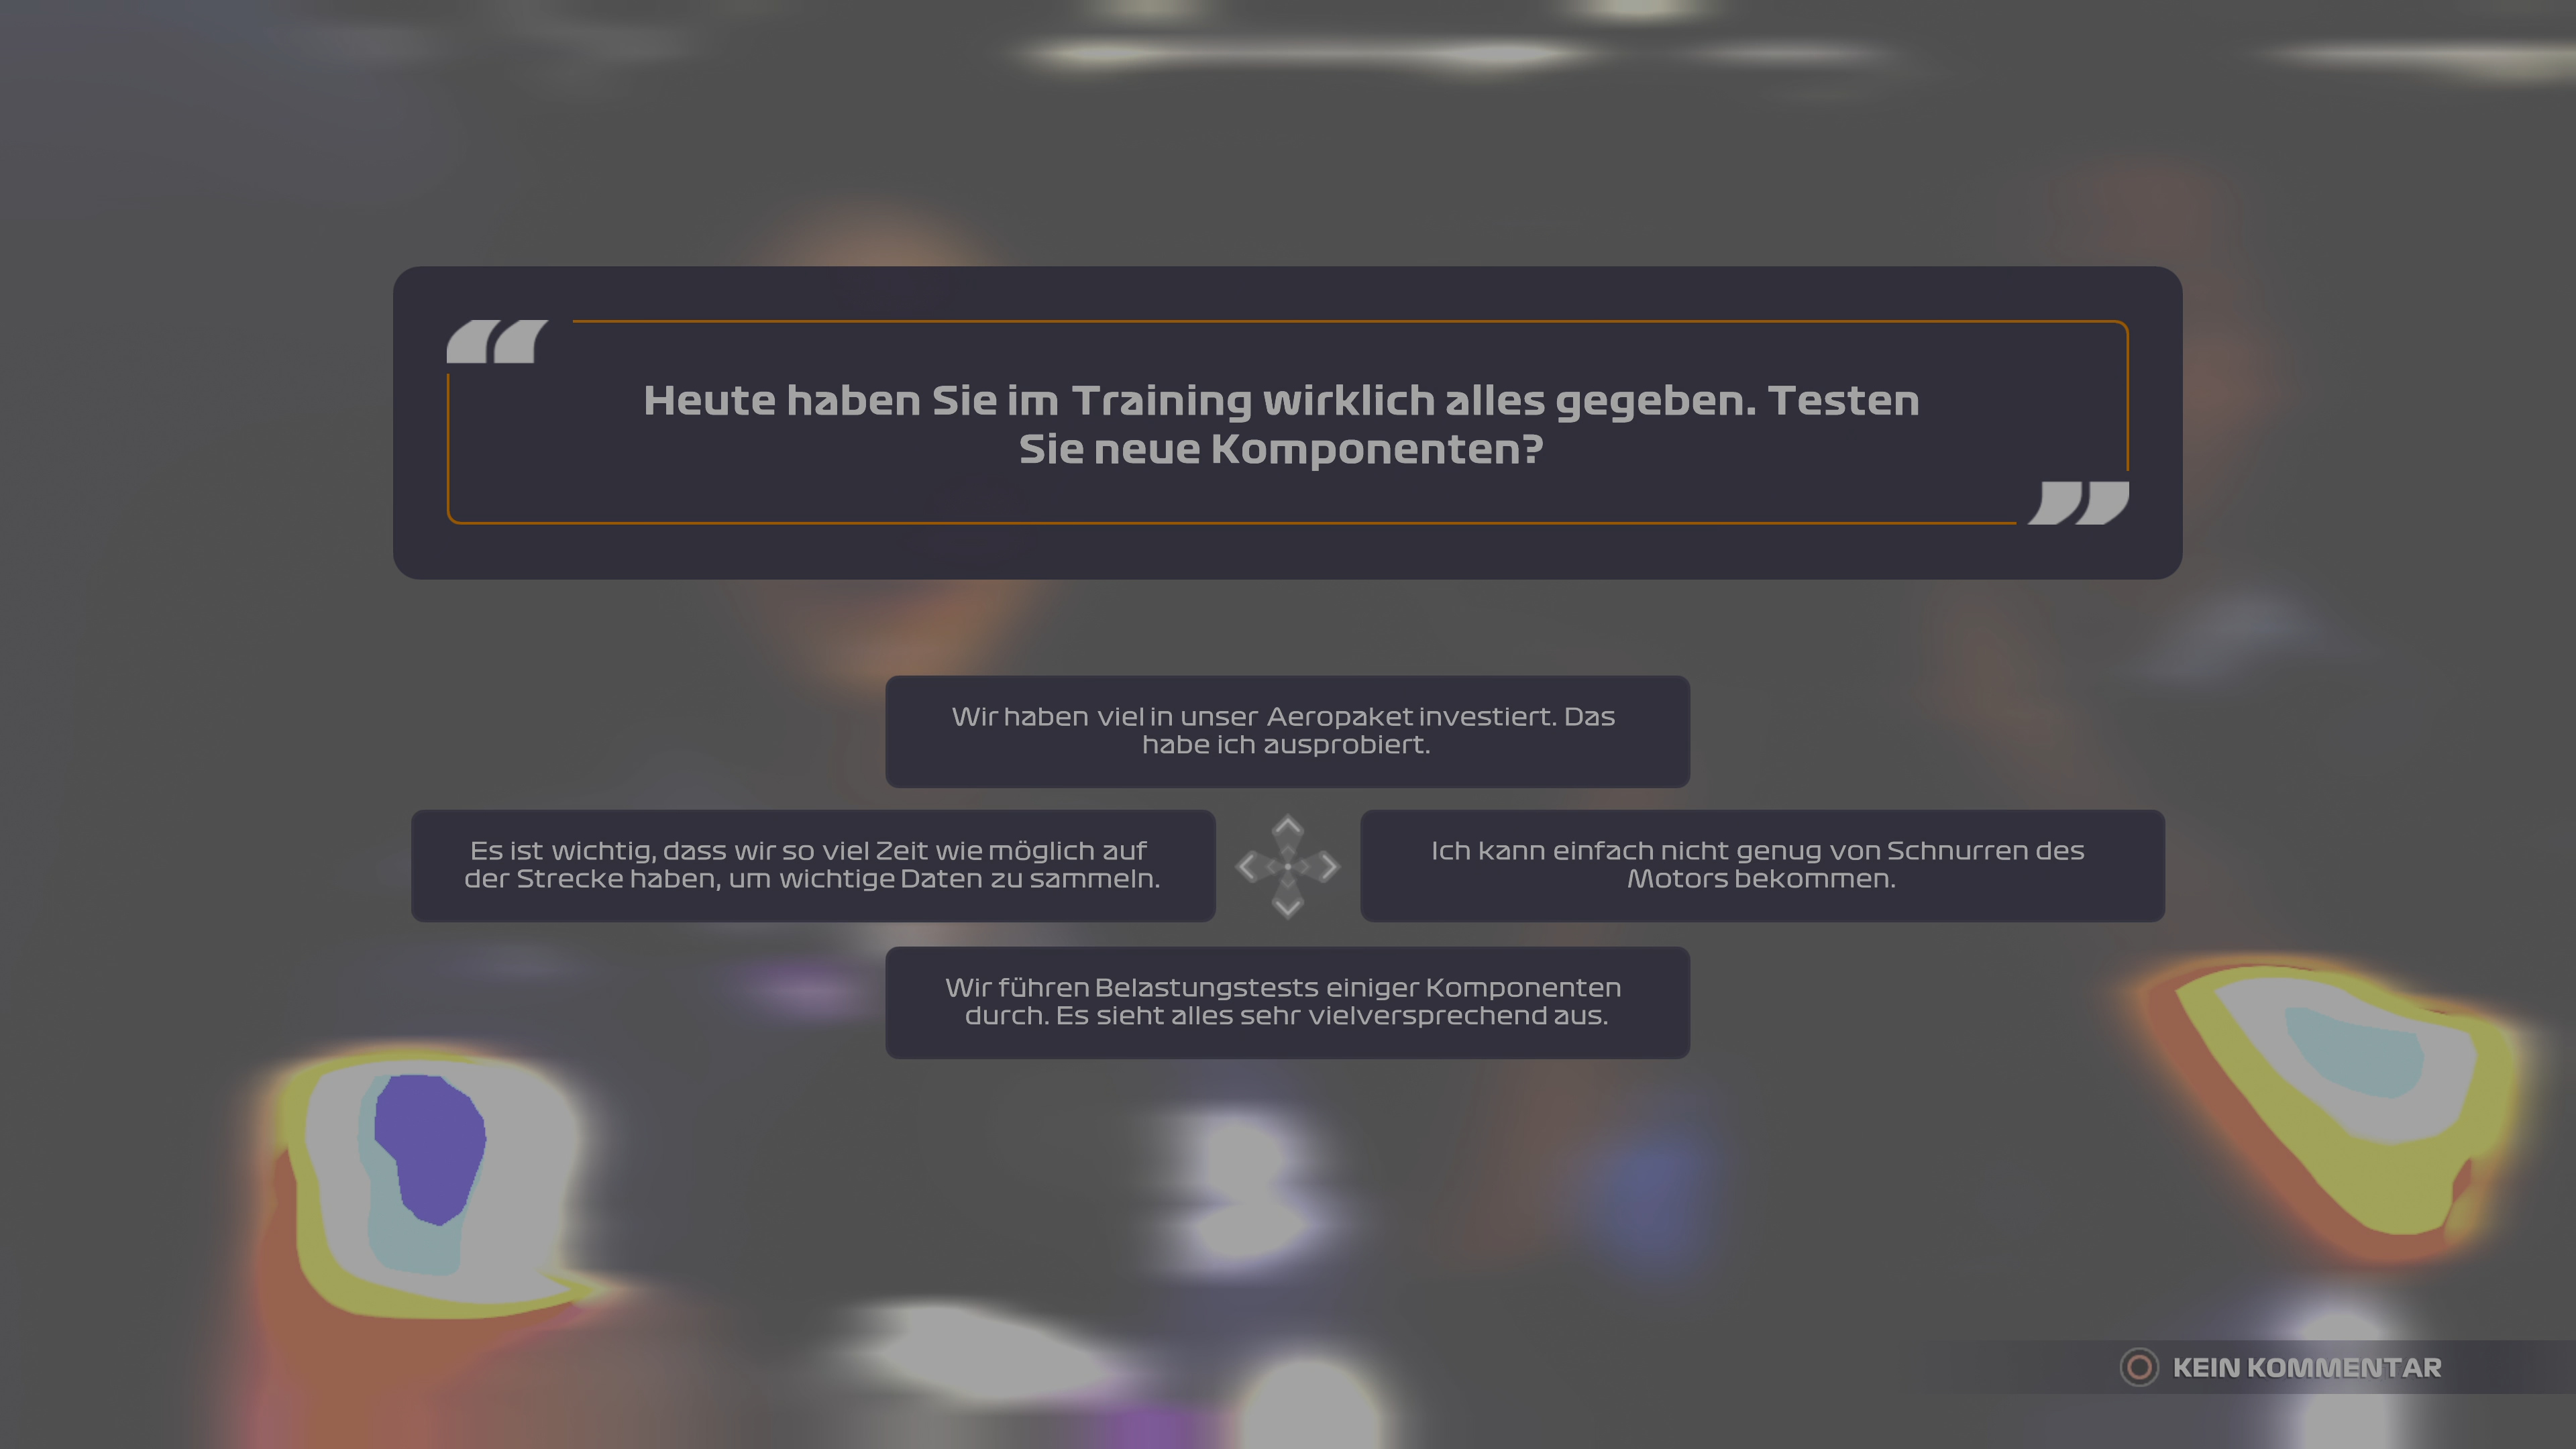 Heute haben Sie im Training wirklich alles gegeben. Testen
Sie neue Komponenten?
Wir haben viel in unser Aeropaket investiert. Das
habe ich ausprobiert.
Es ist wichtig, dass wir so viel Zeit wie möglich auf
der Strecke haben, um wichtige Daten zu sammeln.
Ich kann einfach nicht genug von Schnurren des
Motors bekommen.
Wir führen Belastungstests einiger Komponenten
durch. Es sieht alles sehr vielversprechend aus.
KEIN KOMMENTAR